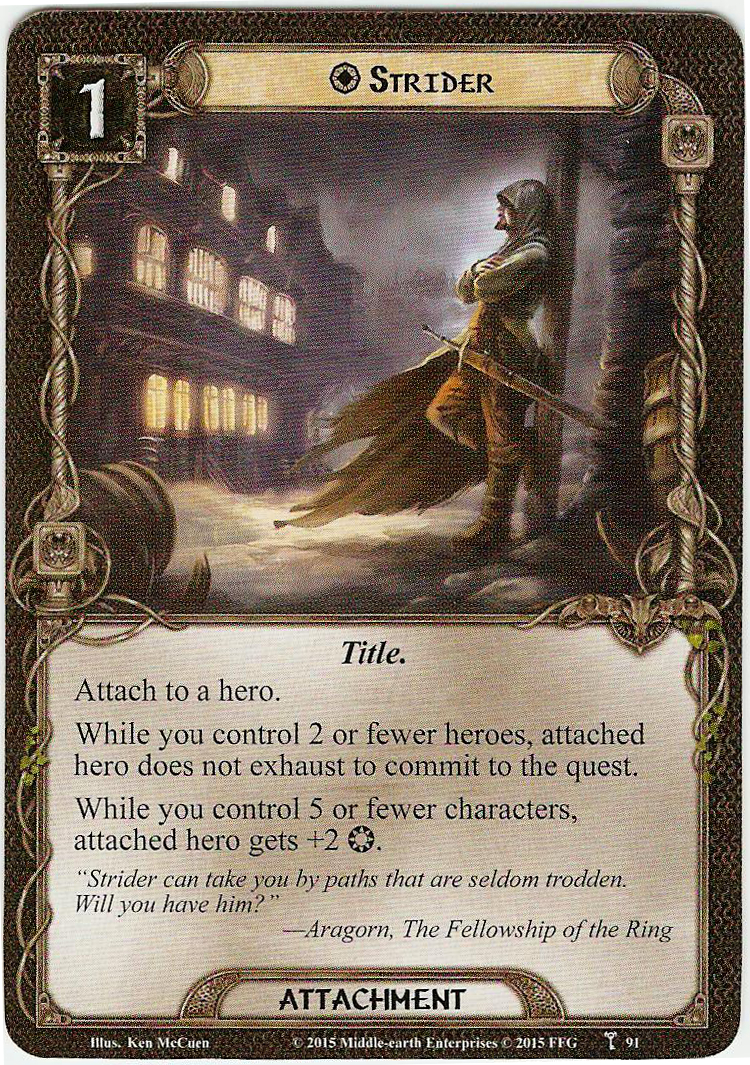 1
STRIDER
Title.
Attach to a hero.
While you control 2 or fewer heroes, attached
hero does not exhaust to commit to the quest.
While you control 5 or fewer characters,
attached hero gets +2 .
“Strider can take you by paths that are seldom trodden.
Will you have him?”
—Aragorn, The Fellowship of the Ring
ATTACHMENT
Illus. Ken McCuen © 2015 Middle-earth Enterprises © 2015 FFG 91